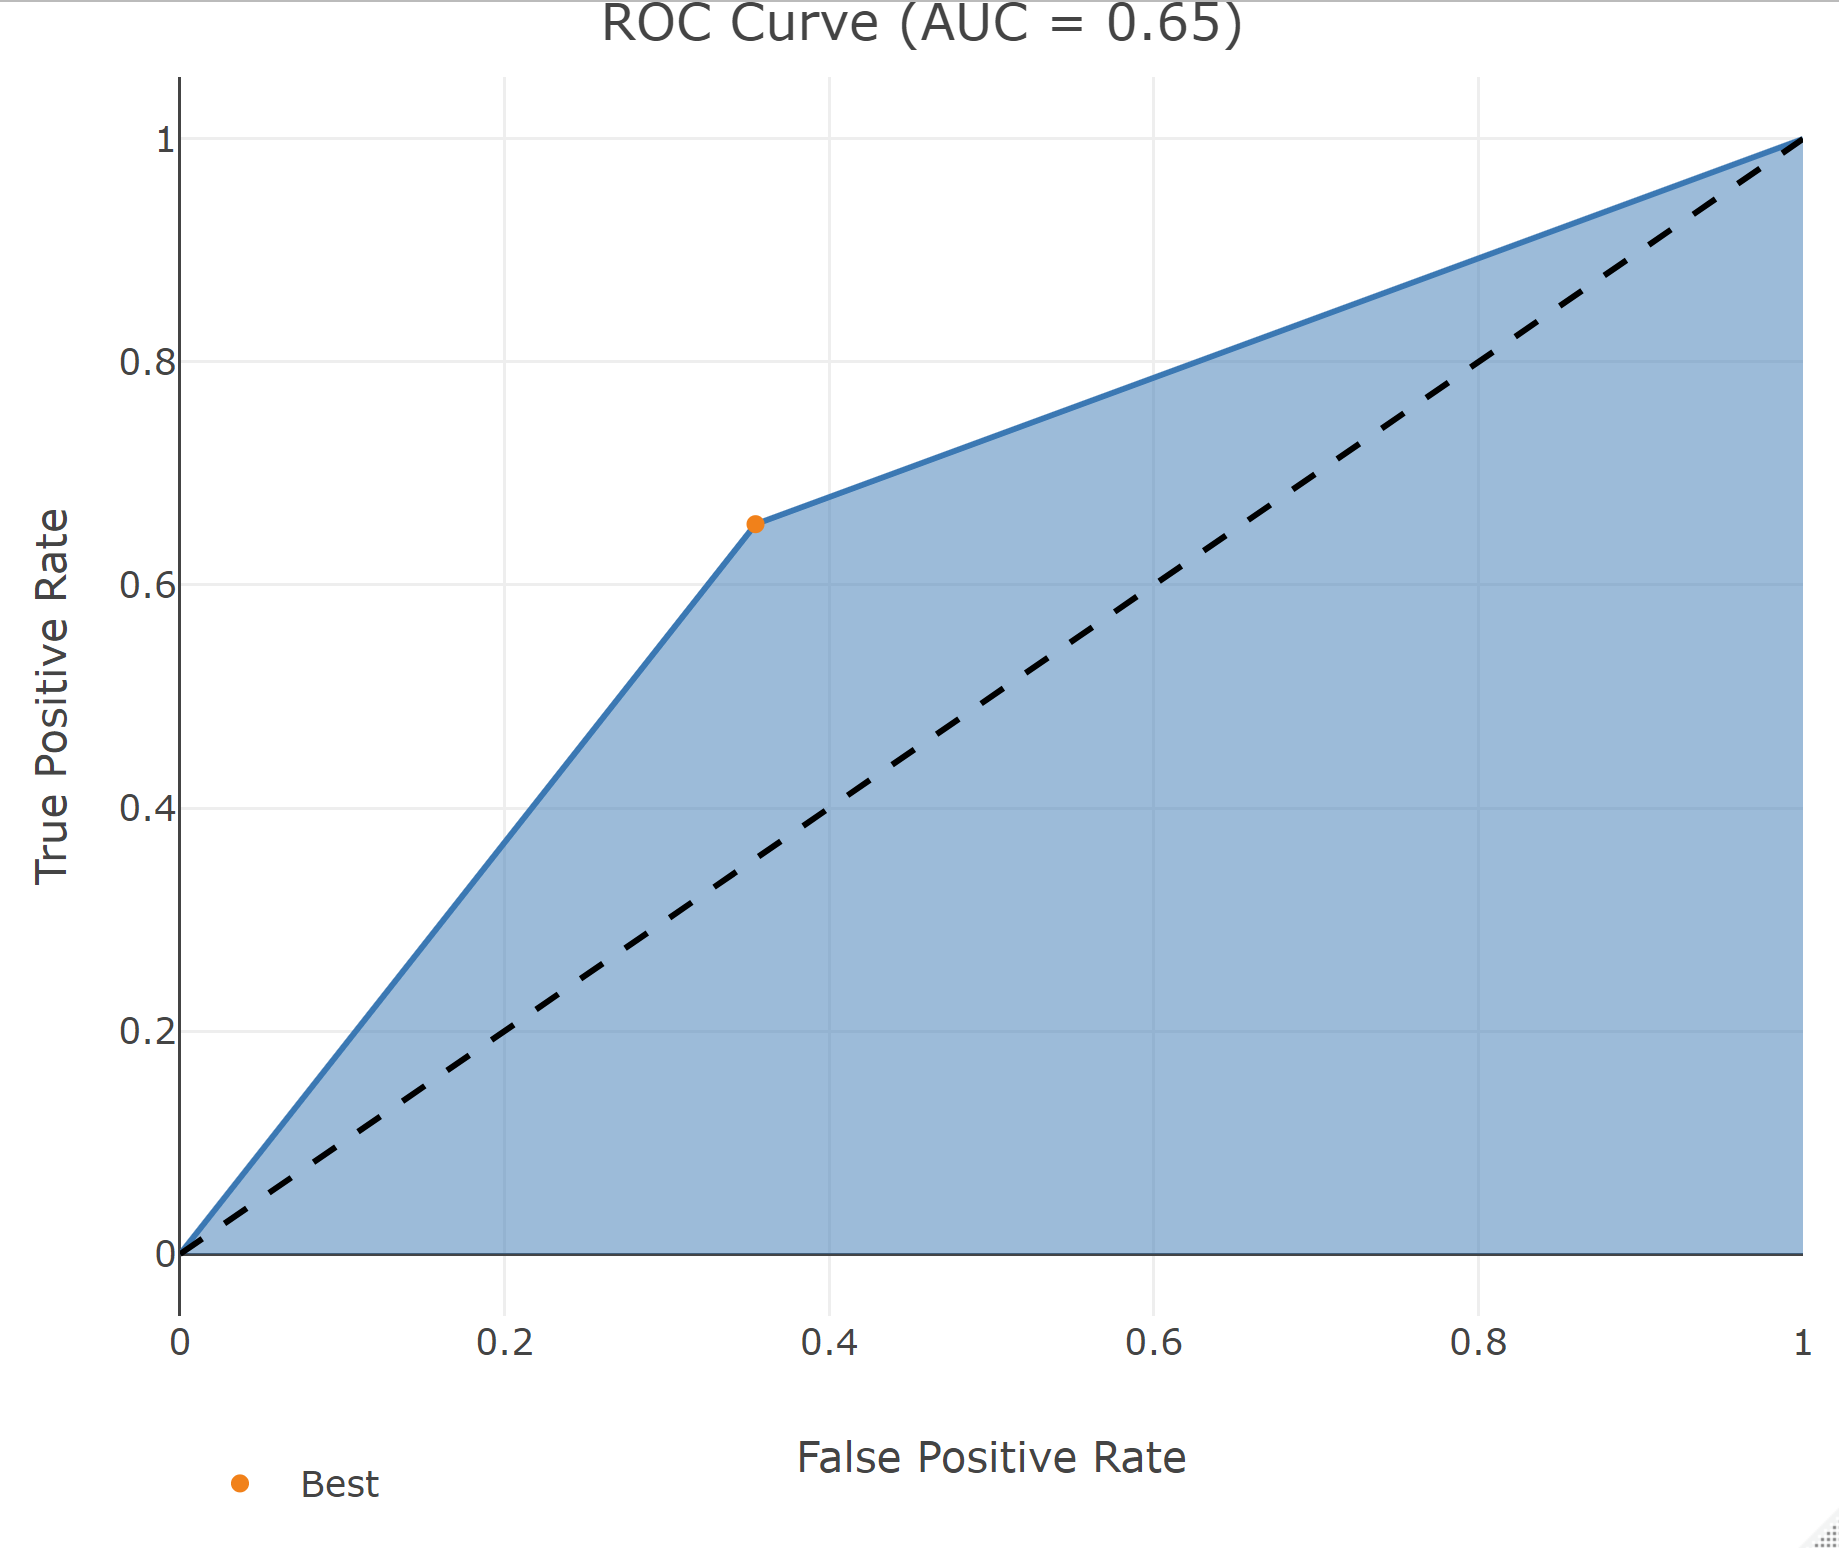 ROC Curve (AUC = 0.65)
1
0.8
0.6
0.4
0.2
0
True Positive Rate
0 0.2 0.4 0.6 0.8 1
False Positive Rate
Best